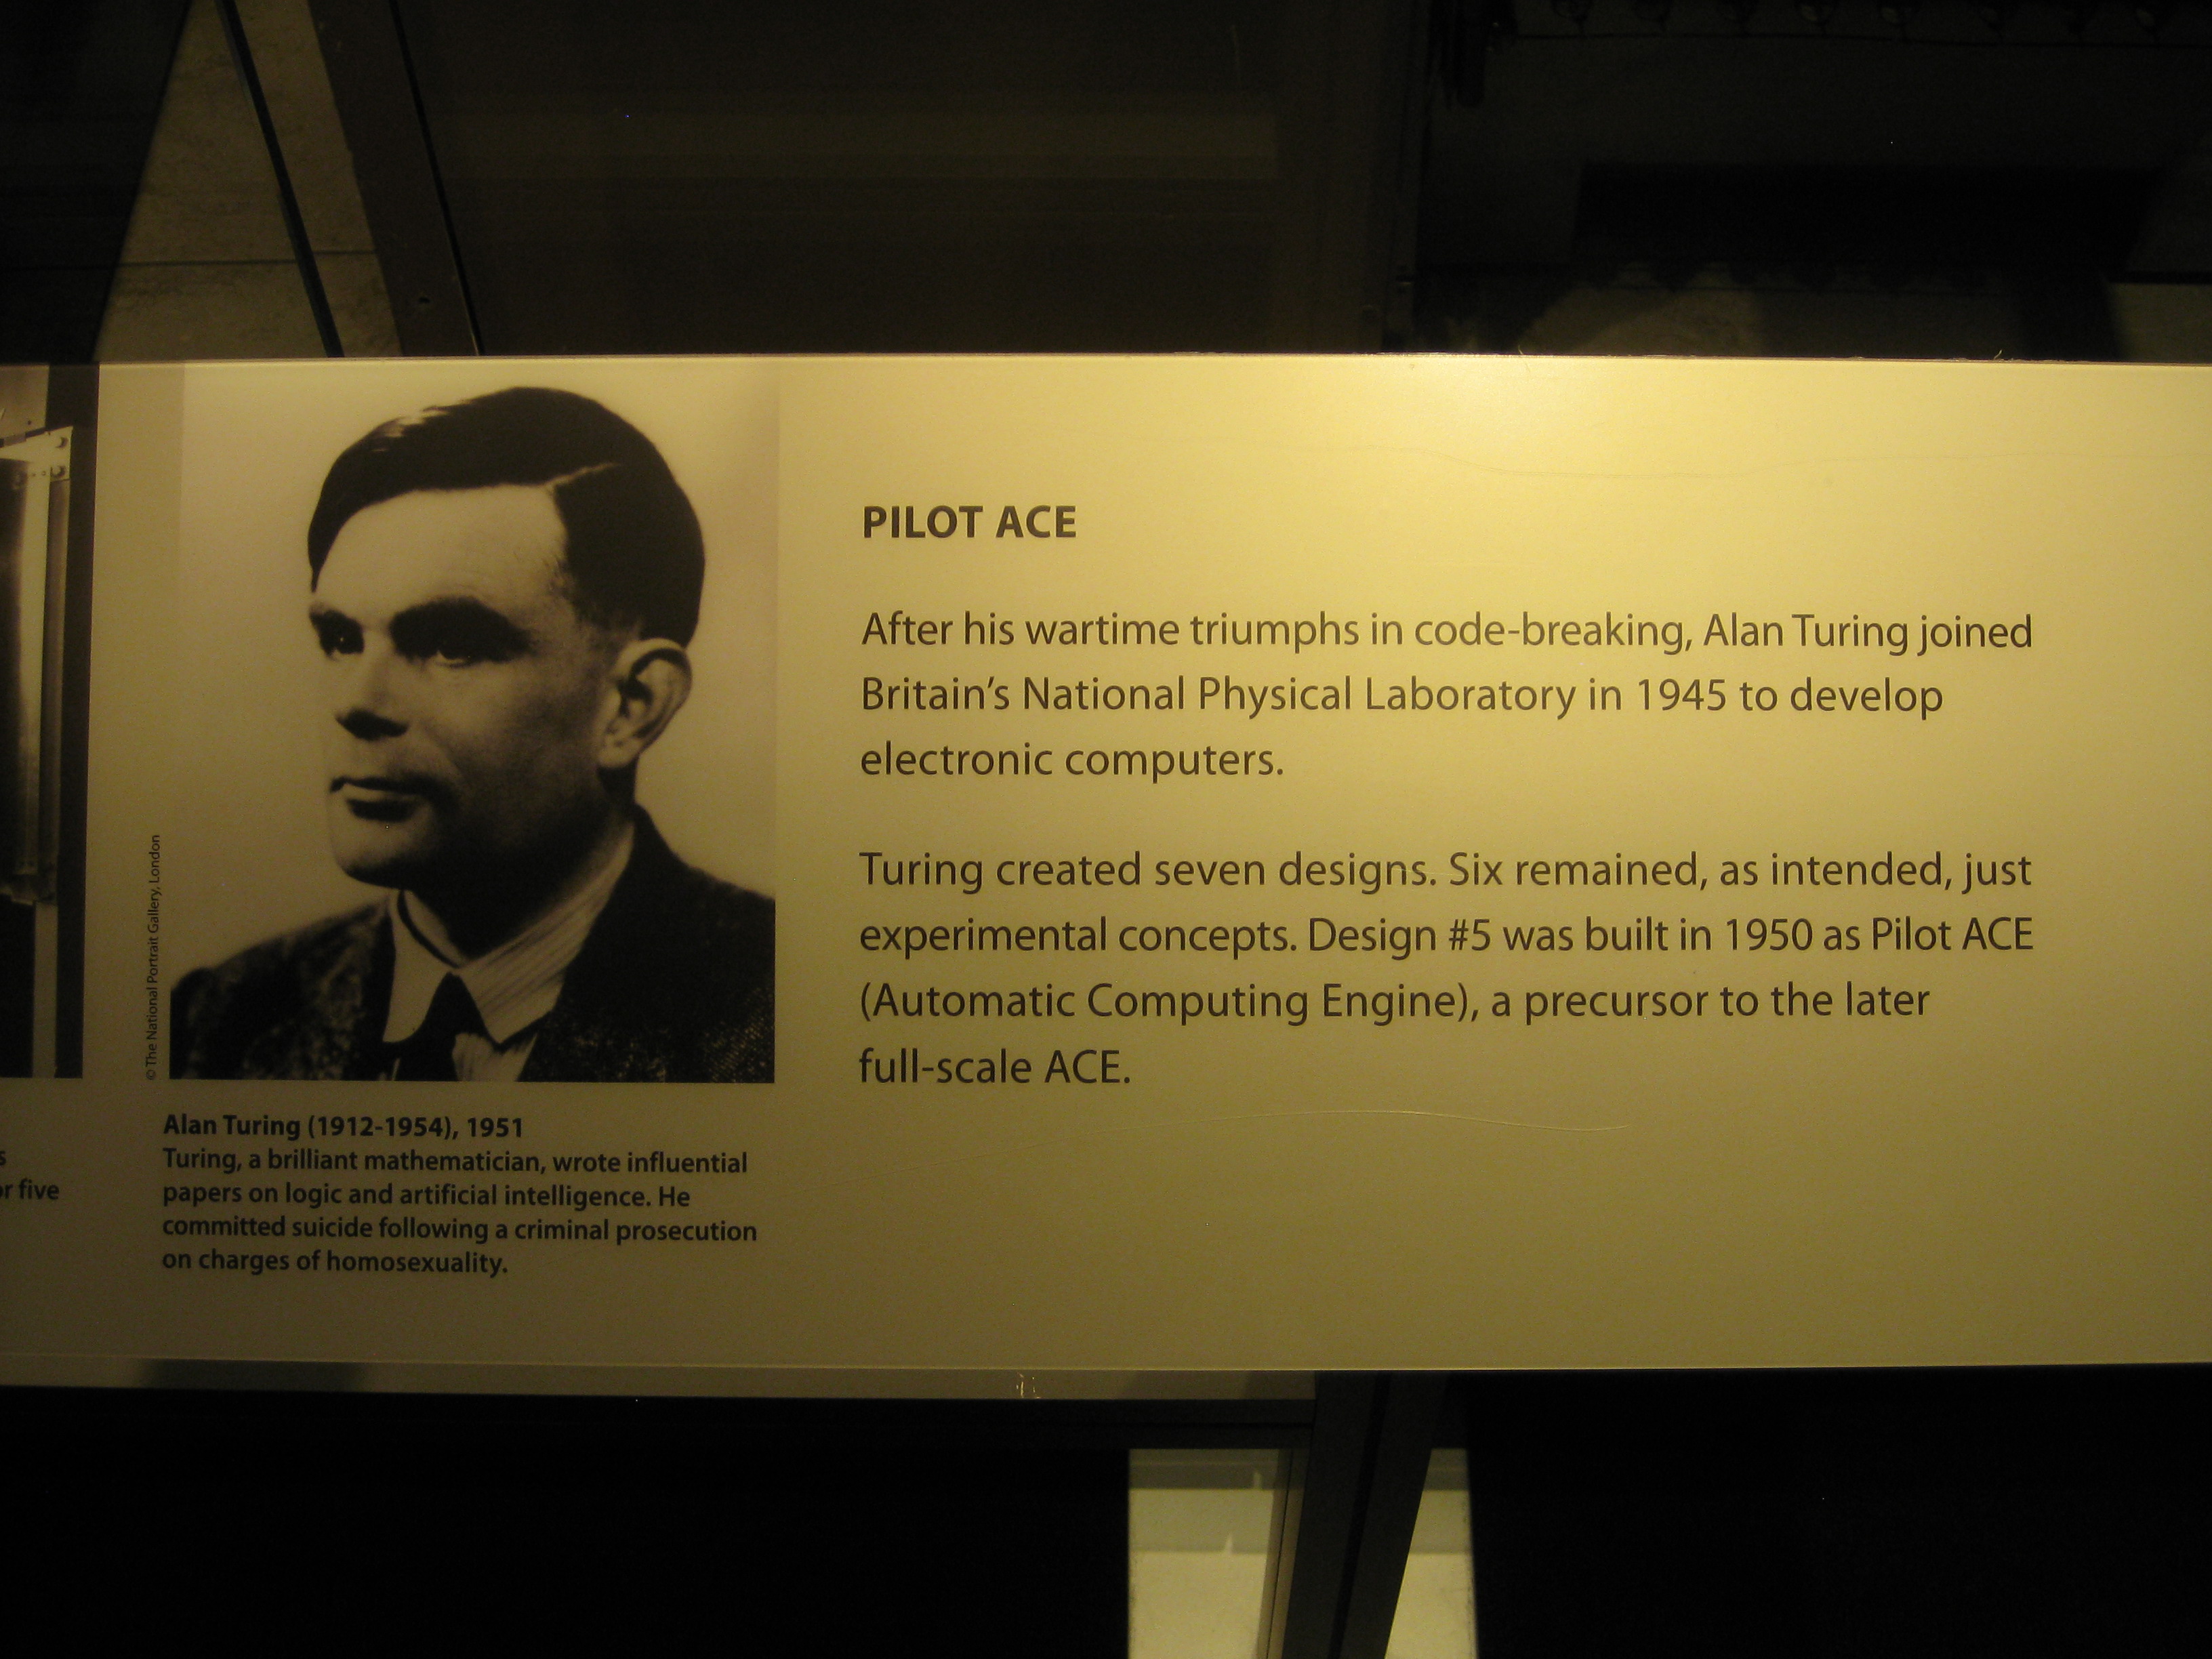 PILOT ACE
After his wartime triumphs in code-breaking, Alan Turing joined
Britain's National Physical Laboratory in 1945 to develop
electronic computers.
Turing created seven designs. Six remained, as intended, just
experimental concepts. Design #5 was built in 1950 as Pilot ACE
(Automatic Computing Engine), a precursor to the later
full-scale ACE.
© The National Portrait Gallery, London
Alan Turing (1912-1954), 1951
Turing, a brilliant mathematician, wrote influential
papers on logic and artificial intelligence. He
committed suicide following a criminal prosecution
on charges of homosexuality.
five